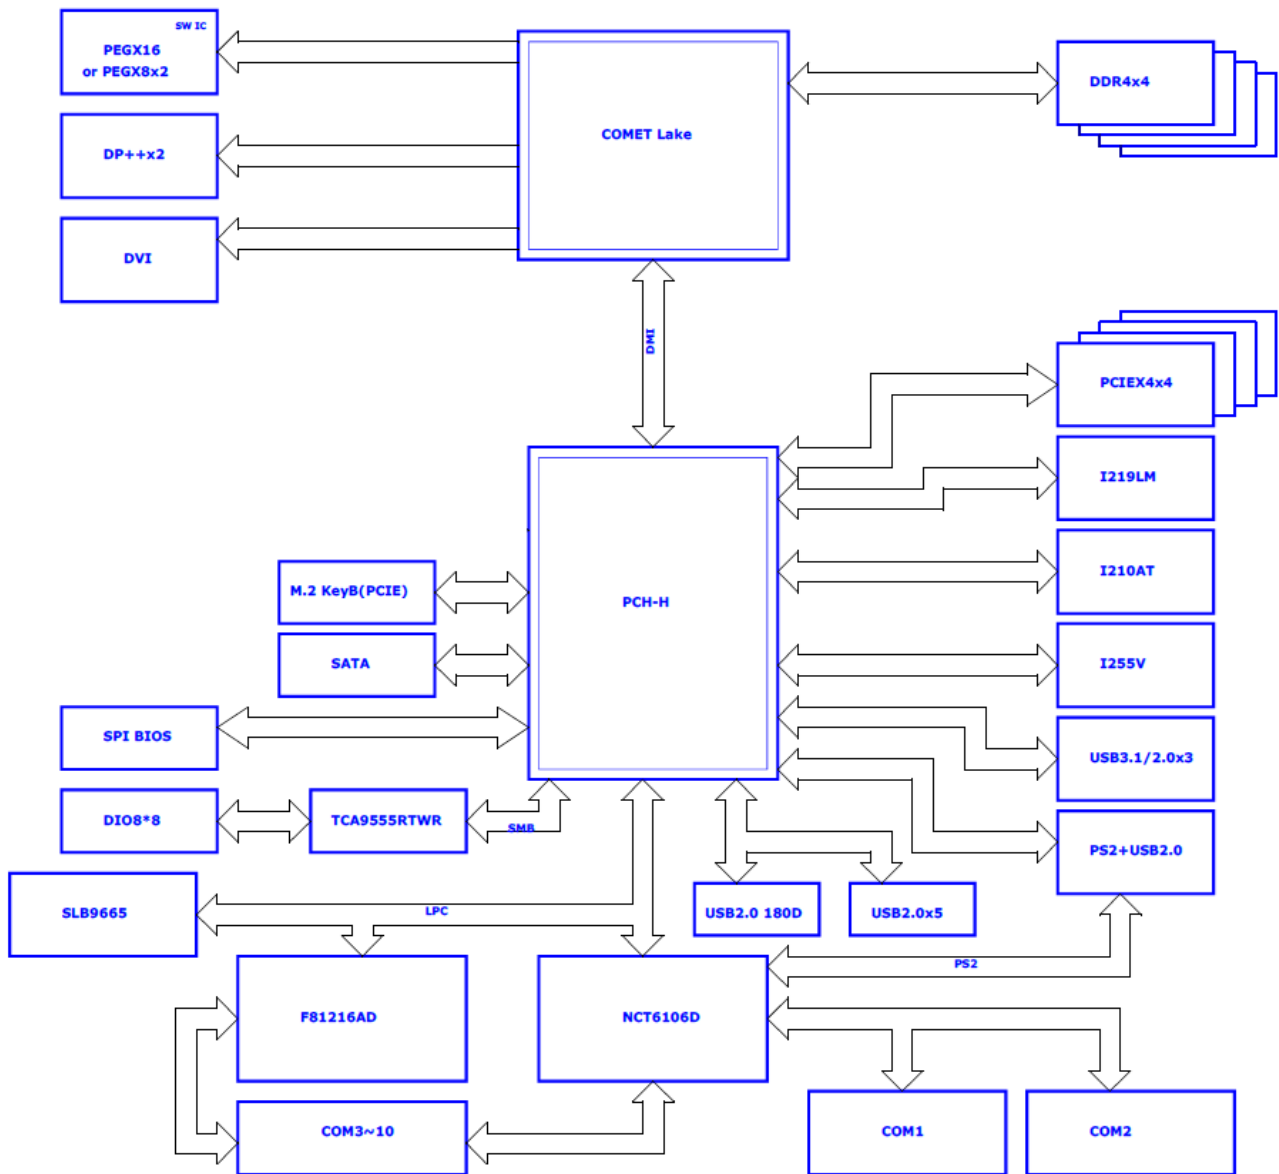 SW IC
PEGX16
or PEGX8x2
COMET Lake
DDR4x4
DP++x2
DVI
DMI
PCIEX4x4
I219LM
I210AT
M.2 KeyB(PCIE)
PCH-H
SATA
I255V
SPI BIOS
USB3.1/2.0x3
DIO8*8
TCA9555RTWR
SMB
PS2+USB2.0
SLB9665
LPC
USB2.0 180D
USB2.0x5
PS2
F81216AD
NCT6106D
COM3~10
COM1
COM2